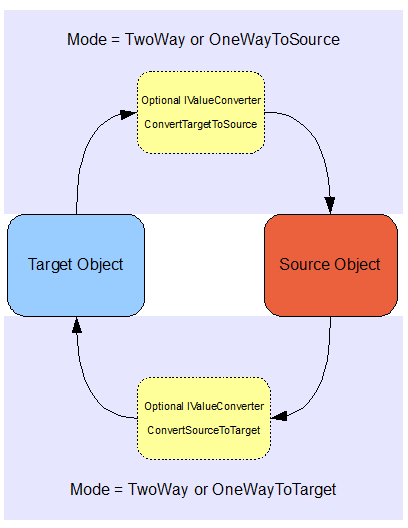 Mode = TwoWay or OneWayToSource
Optional IValueConverter
ConvertTargetToSource
Target Object
Source Object
Optional IValueConverter
ConvertSourceToTarget
Mode = TwoWay or OneWayToTarget